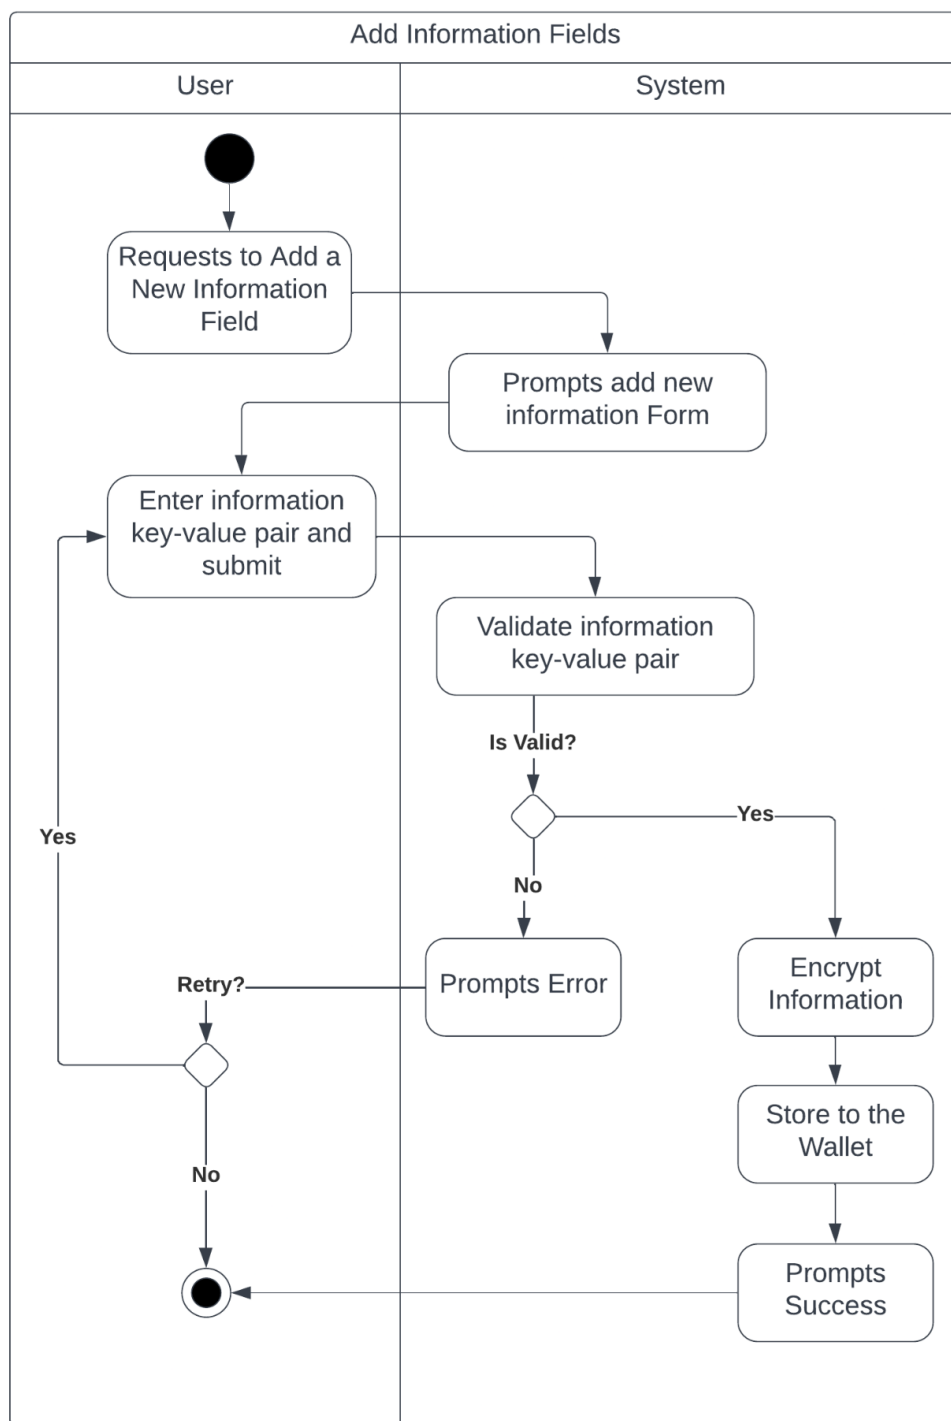 Add Information Fields
User
System
Requests to Add a
New Information
Field
Prompts add new
information Form
Enter information
key-value pair and
submit
Validate information
key-value pair
Is Valid?
Yes
Yes
No
Prompts Error
Encrypt
Information
Retry?
Store to the
Wallet
No
Prompts
Success